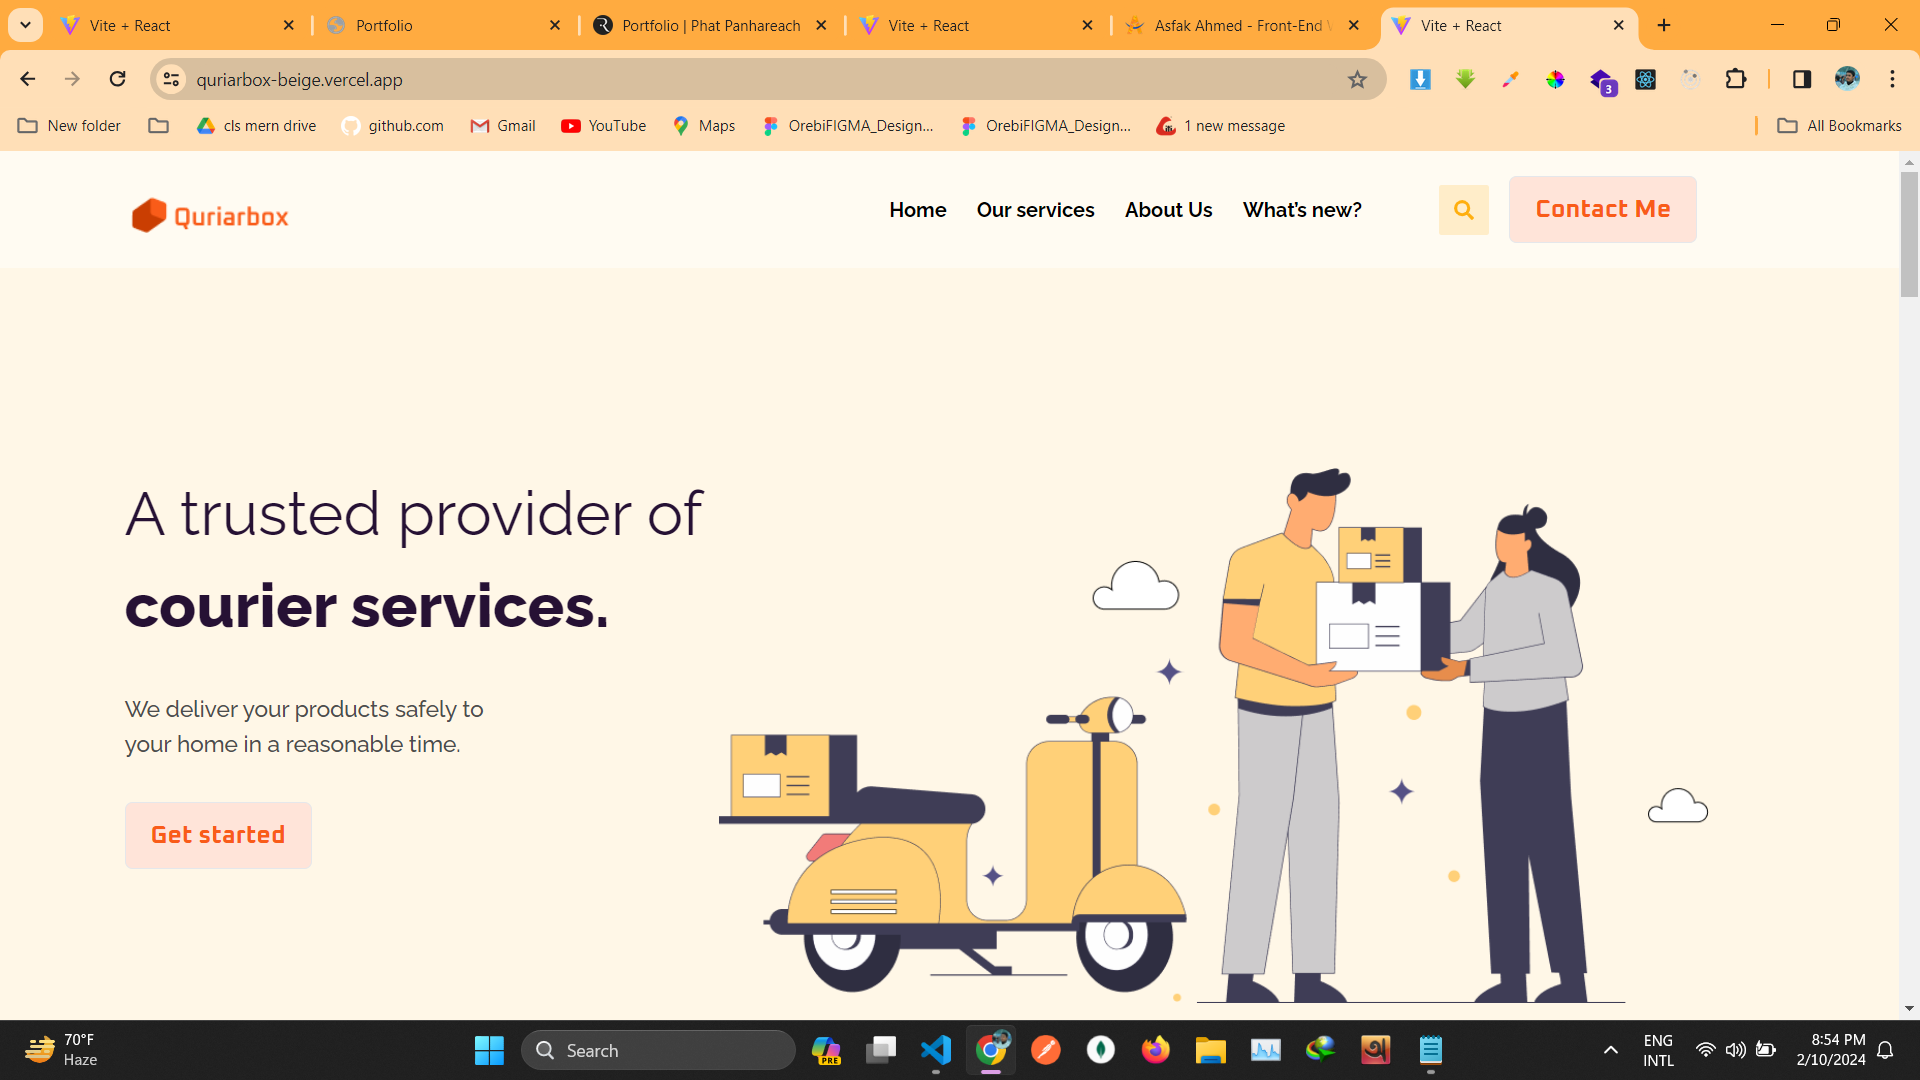 Vite + React
Portfolio
Portfolio | Phat Panhareach
Vite + React
Asfak Ahmed - Front-End
Vite + React
quriarbox-beige.vercel.app
3
New folder
cls mern drive
github.com
Gmail
YouTube
Maps
OrebiFIGMA_Design...
OrebiFIGMA_Design...
1 new message
All Bookmarks
Quriarbox
Home
Our services
About Us
What’s new?
Contact Me
A trusted provider of
courier services.
We deliver your products safely to
your home in a reasonable time.
Get started
70°F
Haze
Search
PRE
ENG
INTL
8:54 PM
2/10/2024